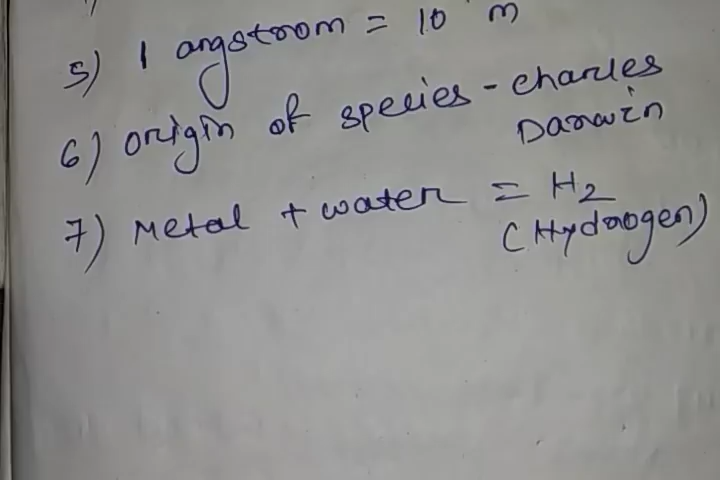 5) 1 angstrom = 10 m
6) origin of species - charles
Darwin
7) Metal + water = H2
(Hydrogen)